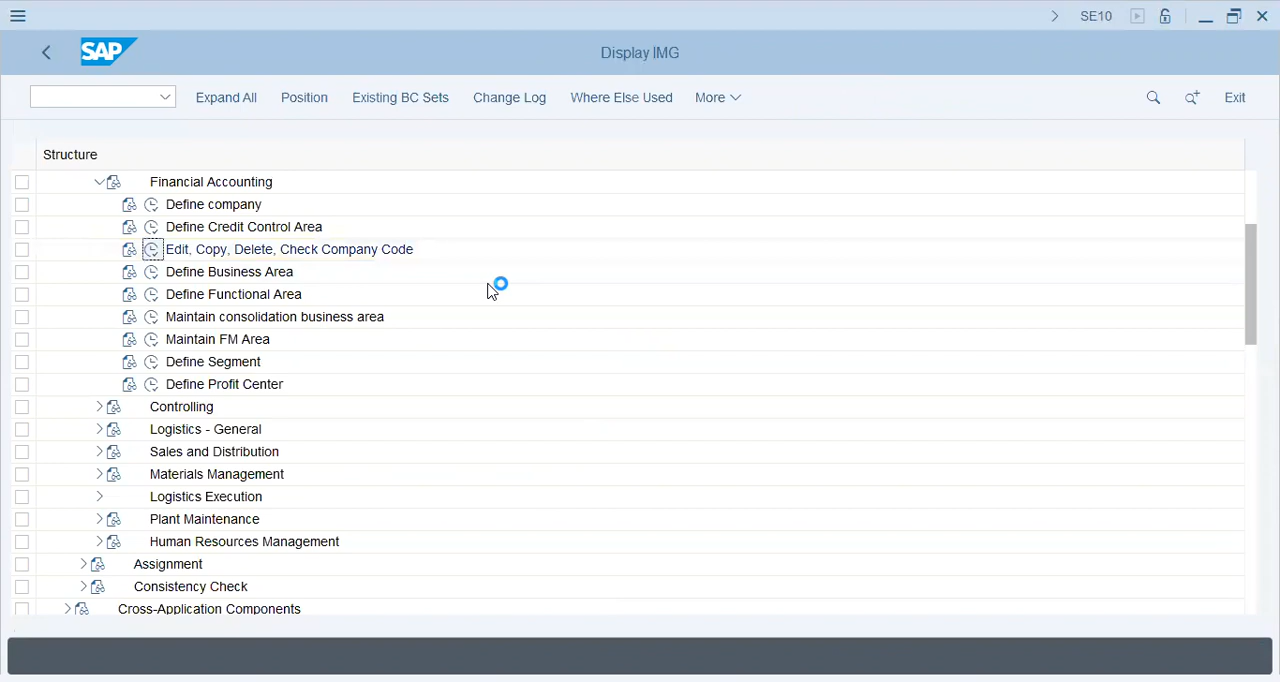 SE10
SAP
Display IMG
Expand All Position Existing BC Sets Change Log Where Else Used More Exit
Structure
Financial Accounting
Define company
Define Credit Control Area
Edit, Copy, Delete, Check Company Code
Define Business Area
Define Functional Area
Maintain consolidation business area
Maintain FM Area
Define Segment
Define Profit Center
Controlling
Logistics - General
Sales and Distribution
Materials Management
Logistics Execution
Plant Maintenance
Human Resources Management
Assignment
Consistency Check
Cross-Application Components